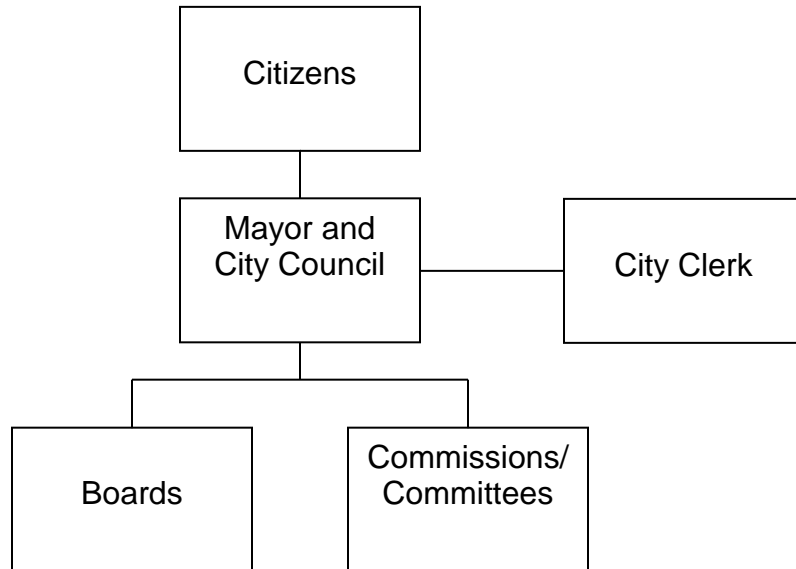 Citizens
Mayor and
City Council
City Clerk
Boards
Commissions/
Committees